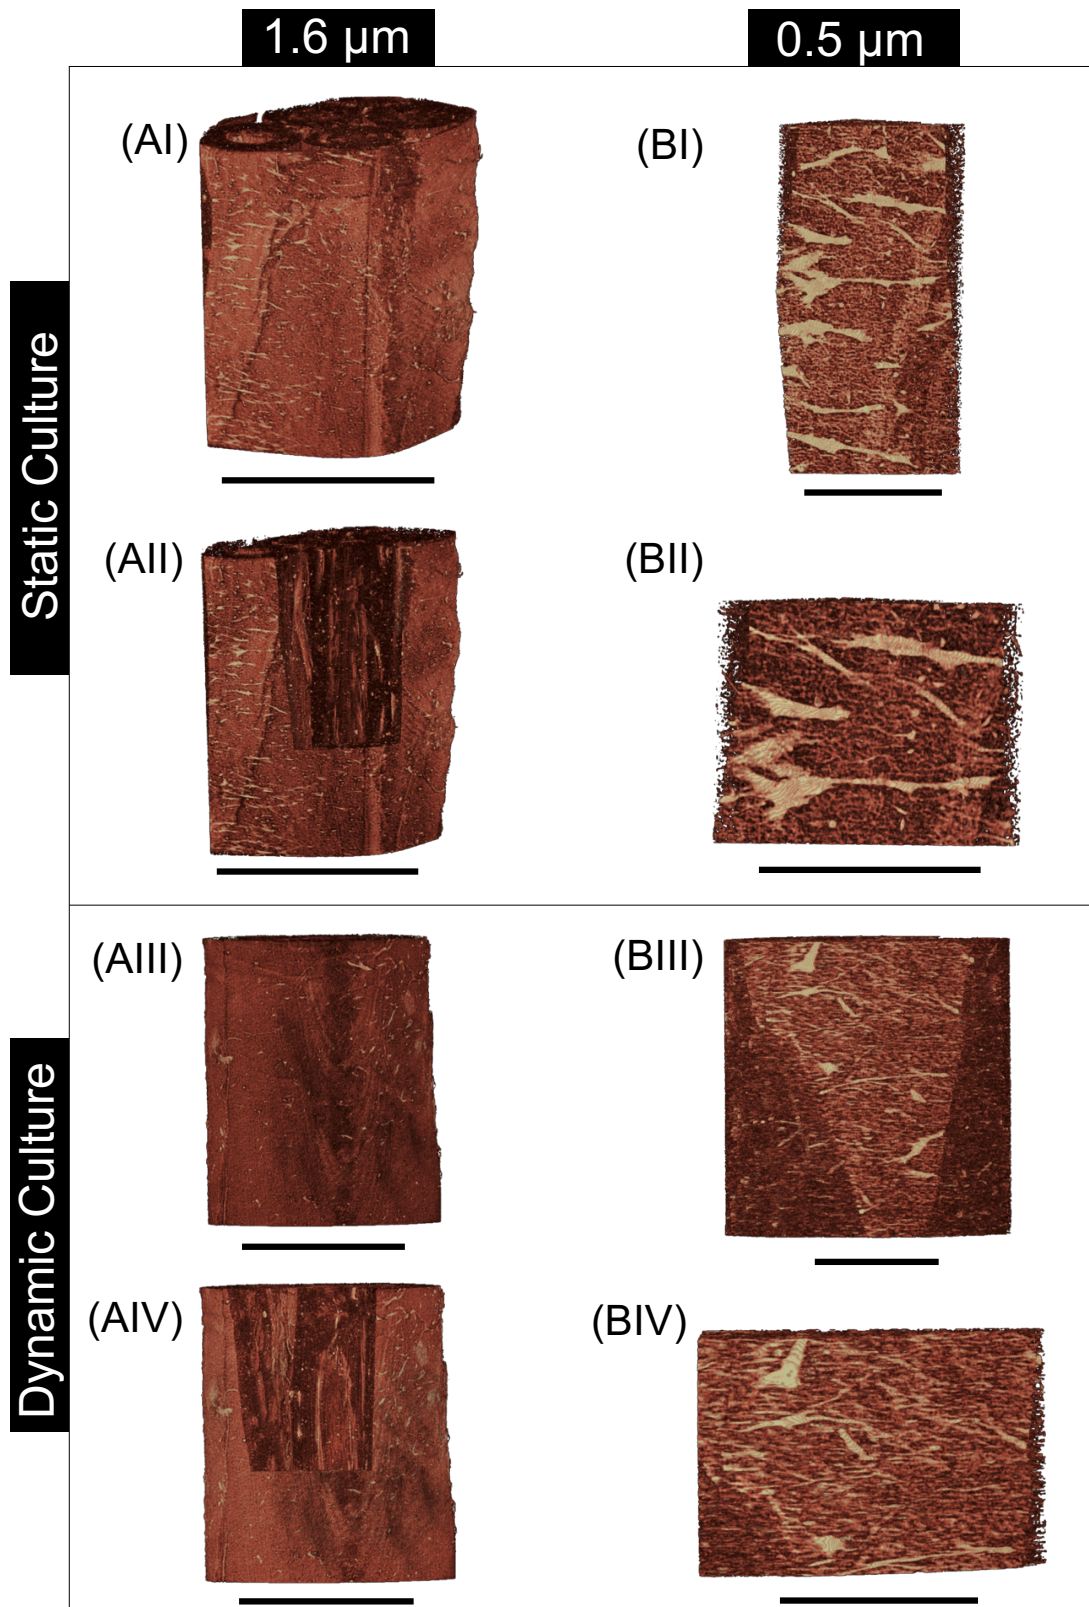 1.6 µm
0.5 µm
Static Culture
(AI)
(BI)
(AII)
(BII)
Dynamic Culture
(AIII)
(BIII)
(AIV)
(BIV)